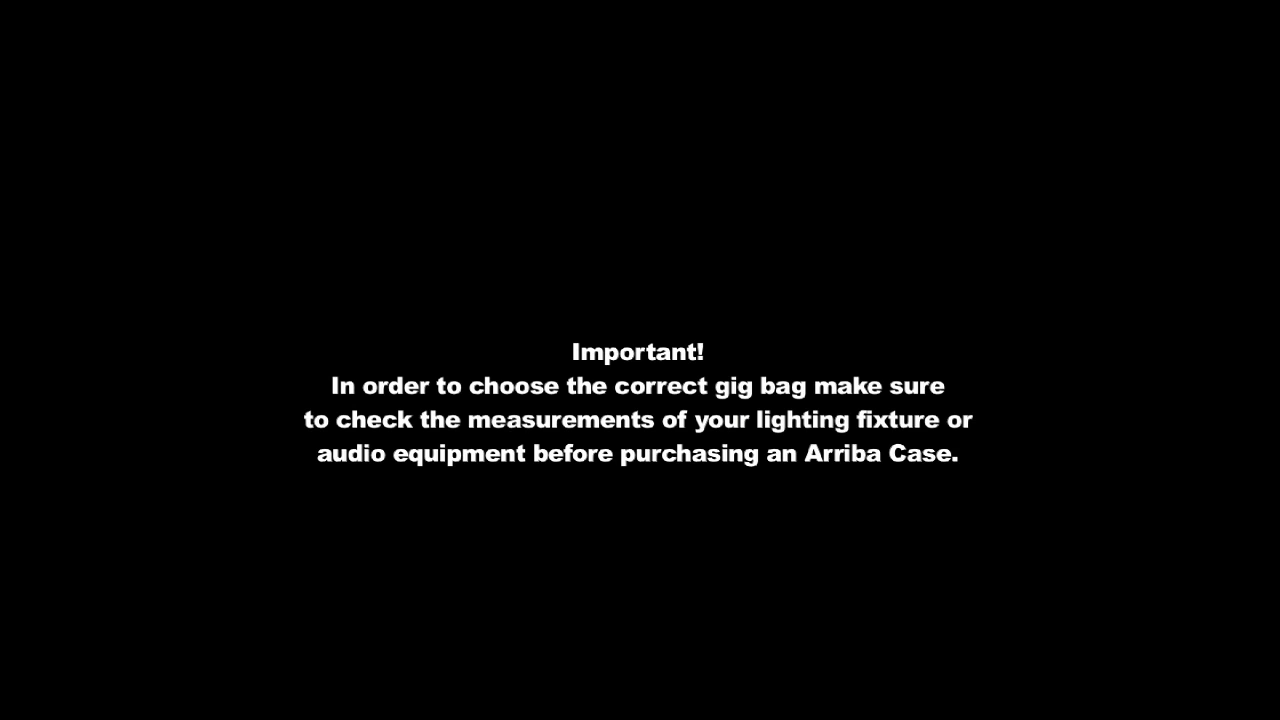 Important!
In order to choose the correct gig bag make sure
to check the measurements of your lighting fixture or
audio equipment before purchasing an Arriba Case.